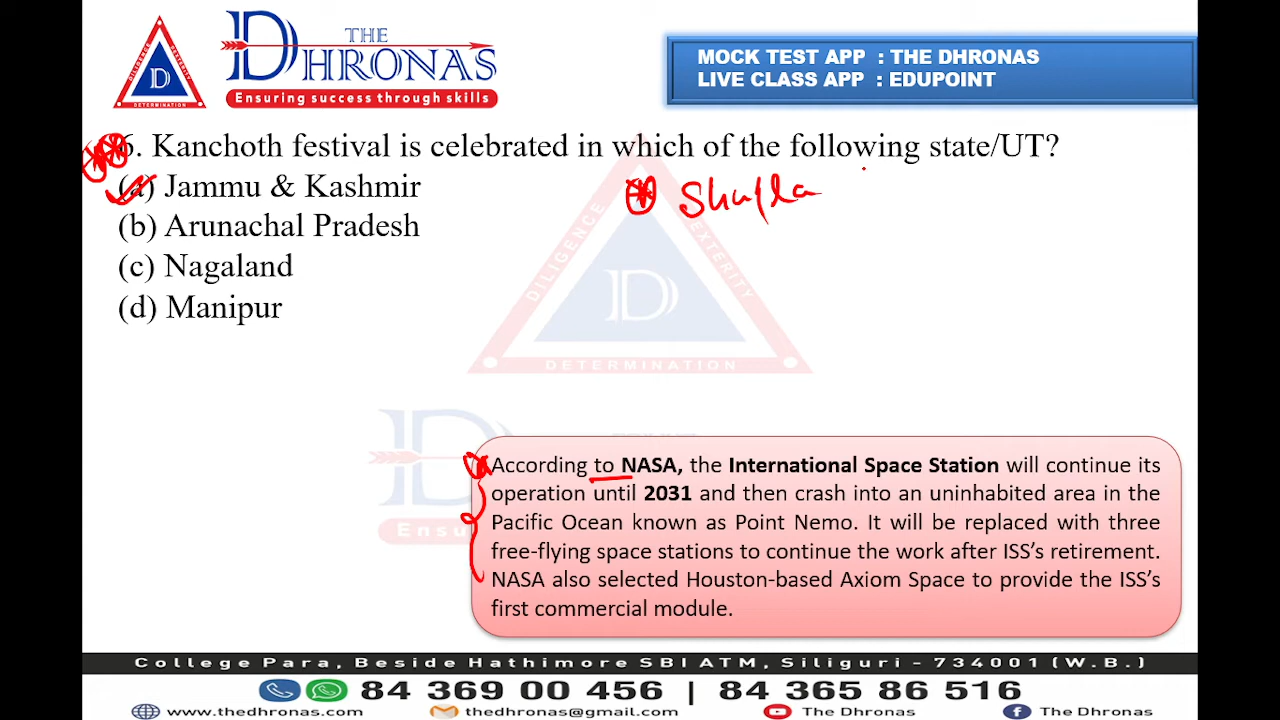 THE
DHRONAS
Ensuring success through skills
D
DETERMINATION
MOCK TEST APP : THE DHRONAS
LIVE CLASS APP : EDUPOINT
6. Kanchoth festival is celebrated in which of the following state/UT?
(a) Jammu & Kashmir
(b) Arunachal Pradesh
(c) Nagaland
(d) Manipur
DILIGENCE
DEXTERITY
D
DETERMINATION
According to NASA, the International Space Station will continue its
operation until 2031 and then crash into an uninhabited area in the
Pacific Ocean known as Point Nemo. It will be replaced with three
free-flying space stations to continue the work after ISS's retirement.
NASA also selected Houston-based Axiom Space to provide the ISS's
first commercial module.
College Para, Beside Hathimore SBI ATM, Siliguri - 734001 (W.B.)
84 369 00 456 | 84 365 86 516
www.thedhronas.com thedhronas@gmail.com The Dhronas The Dhronas